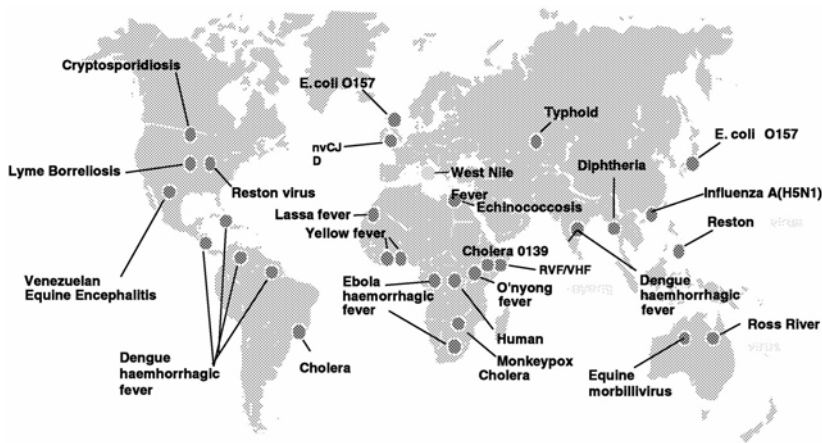 Cryptosporidiosis
E. coli O157
Typhoid
E. coli O157
nvCJ
D
Lyme Borreliosis
Reston virus
West Nile
Fever
Diphtheria
Echinococcosis
Influenza A(H5N1)
Lassa fever
Reston
Yellow fever
Cholera 0139
RVF/VHF
Venezuelan
Equine Encephalitis
Ebola
haemorrhagic
fever
O'nyong
fever
Dengue
haemhorrhagic
fever
Human
Monkeypox
Ross River
Dengue
haemhorrhagic
fever
Cholera
Cholera
Equine
morbillivirus